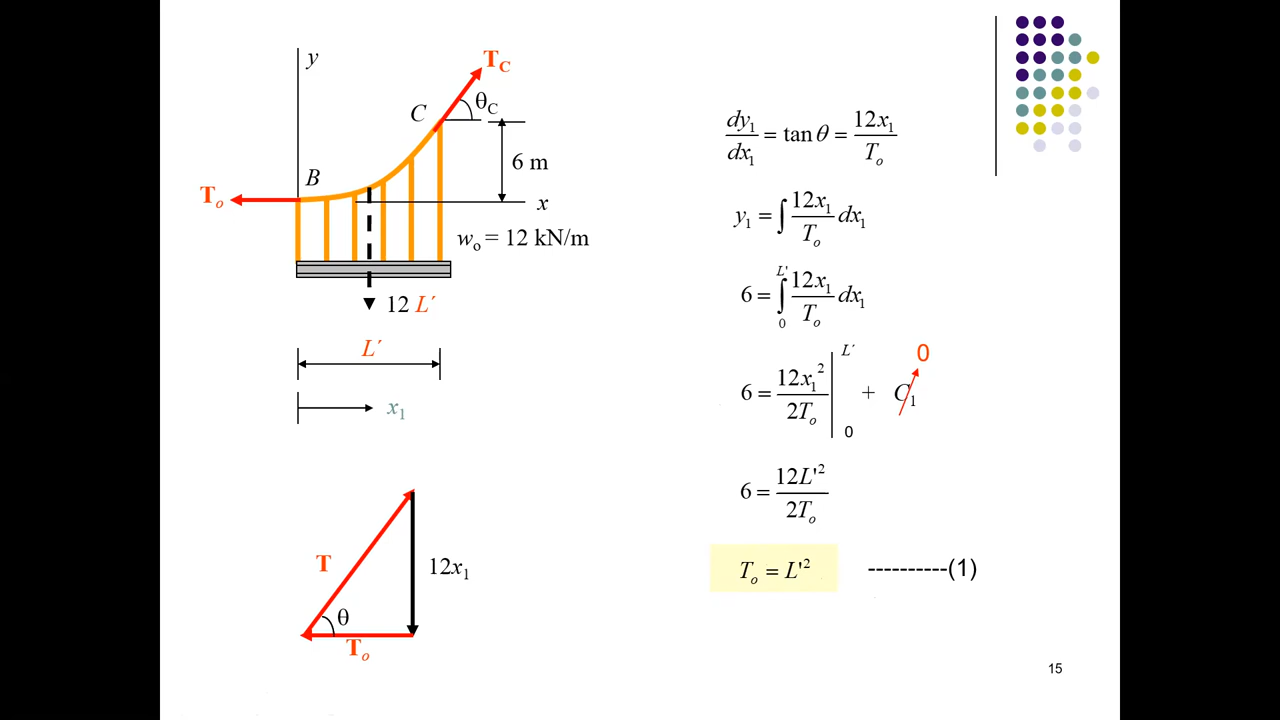 y
T_C
θ_C
C
6 m
B
T_o
x
w_o = 12 kN/m
12 L´
L´
x_1
T
12x_1
θ
T_o
dy_1/dx_1 = tan θ = 12x_1/T_o
y_1 = ∫ 12x_1/T_o dx_1
6 = ∫_0^L' 12x_1/T_o dx_1
6 = 12x_1^2/2T_o |_0^L´ + C_1 0
6 = 12L'^2/2T_o
T_o = L'^2 ----------(1)
15